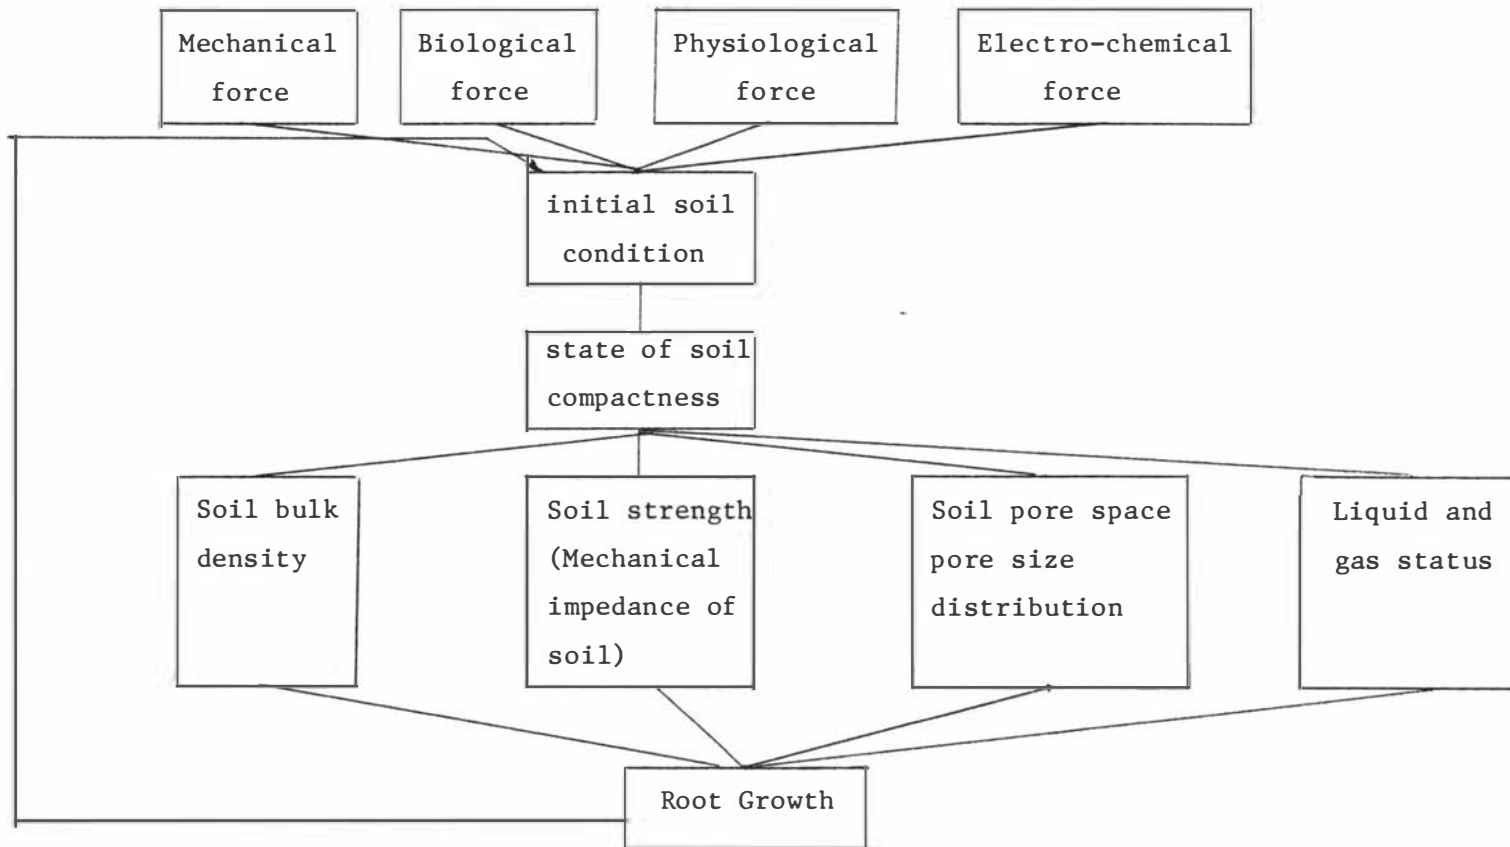 Mechanical
force
Biological
force
Physiological
force
Electro-chemical
force
initial soil
condition
state of soil
compactness
Soil bulk
density
Soil strength
(Mechanical
impedance of
soil)
Soil pore space
pore size
distribution
Liquid and
gas status
Root Growth